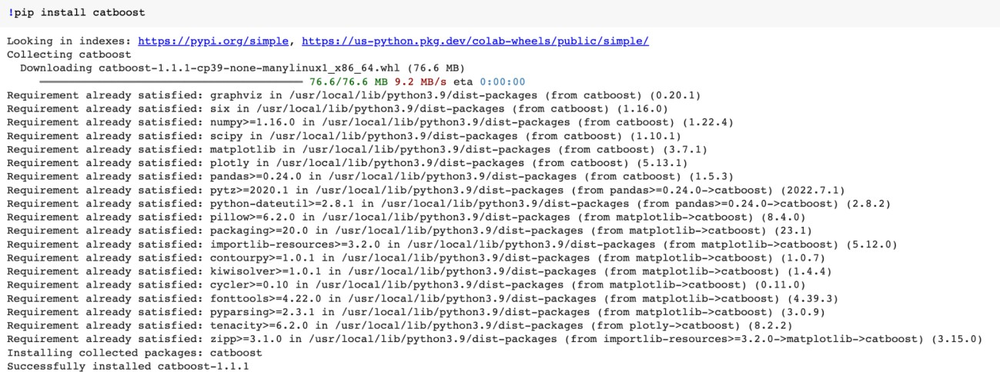 !pip install catboost
Looking in indexes: https://pypi.org/simple, https://us-python.pkg.dev/colab-wheels/public/simple/
Collecting catboost
  Downloading catboost-1.1.1-cp39-none-manylinux1_x86_64.whl (76.6 MB)
76.6/76.6 MB 9.2 MB/s eta 0:00:00
Requirement already satisfied: graphviz in /usr/local/lib/python3.9/dist-packages (from catboost) (0.20.1)
Requirement already satisfied: six in /usr/local/lib/python3.9/dist-packages (from catboost) (1.16.0)
Requirement already satisfied: numpy>=1.16.0 in /usr/local/lib/python3.9/dist-packages (from catboost) (1.22.4)
Requirement already satisfied: scipy in /usr/local/lib/python3.9/dist-packages (from catboost) (1.10.1)
Requirement already satisfied: matplotlib in /usr/local/lib/python3.9/dist-packages (from catboost) (3.7.1)
Requirement already satisfied: plotly in /usr/local/lib/python3.9/dist-packages (from catboost) (5.13.1)
Requirement already satisfied: pandas>=0.24.0 in /usr/local/lib/python3.9/dist-packages (from catboost) (1.5.3)
Requirement already satisfied: pytz>=2020.1 in /usr/local/lib/python3.9/dist-packages (from pandas>=0.24.0->catboost) (2022.7.1)
Requirement already satisfied: python-dateutil>=2.8.1 in /usr/local/lib/python3.9/dist-packages (from pandas>=0.24.0->catboost) (2.8.2)
Requirement already satisfied: pillow>=6.2.0 in /usr/local/lib/python3.9/dist-packages (from matplotlib->catboost) (8.4.0)
Requirement already satisfied: packaging>=20.0 in /usr/local/lib/python3.9/dist-packages (from matplotlib->catboost) (23.1)
Requirement already satisfied: importlib-resources>=3.2.0 in /usr/local/lib/python3.9/dist-packages (from matplotlib->catboost) (5.12.0)
Requirement already satisfied: contourpy>=1.0.1 in /usr/local/lib/python3.9/dist-packages (from matplotlib->catboost) (1.0.7)
Requirement already satisfied: kiwisolver>=1.0.1 in /usr/local/lib/python3.9/dist-packages (from matplotlib->catboost) (1.4.4)
Requirement already satisfied: cycler>=0.10 in /usr/local/lib/python3.9/dist-packages (from matplotlib->catboost) (0.11.0)
Requirement already satisfied: fonttools>=4.22.0 in /usr/local/lib/python3.9/dist-packages (from matplotlib->catboost) (4.39.3)
Requirement already satisfied: pyparsing>=2.3.1 in /usr/local/lib/python3.9/dist-packages (from matplotlib->catboost) (3.0.9)
Requirement already satisfied: tenacity>=6.2.0 in /usr/local/lib/python3.9/dist-packages (from plotly->catboost) (8.2.2)
Requirement already satisfied: zipp>=3.1.0 in /usr/local/lib/python3.9/dist-packages (from importlib-resources>=3.2.0->matplotlib->catboost) (3.15.0)
Installing collected packages: catboost
Successfully installed catboost-1.1.1